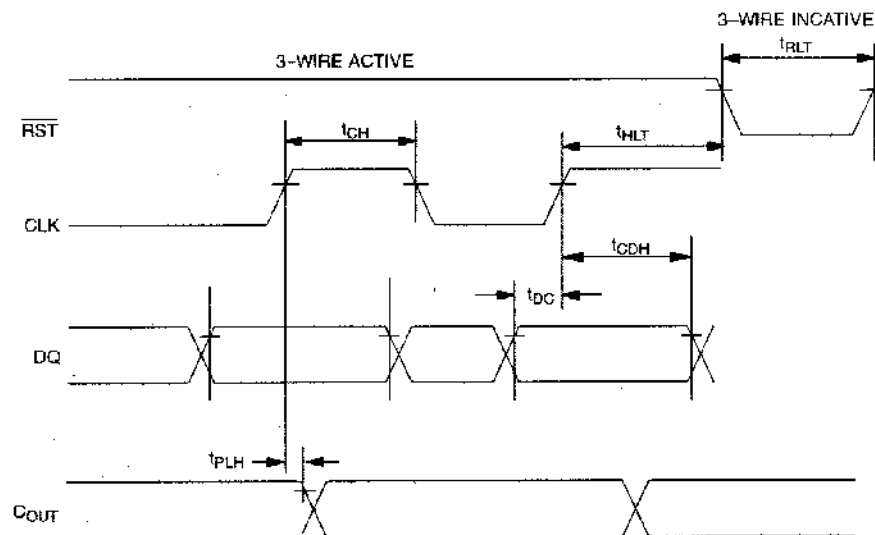 3–WIRE INCATIVE
tRLT
3–WIRE ACTIVE
RST
tCH
tHLT
CLK
tCDH
tDC
DQ
tPLH
COUT